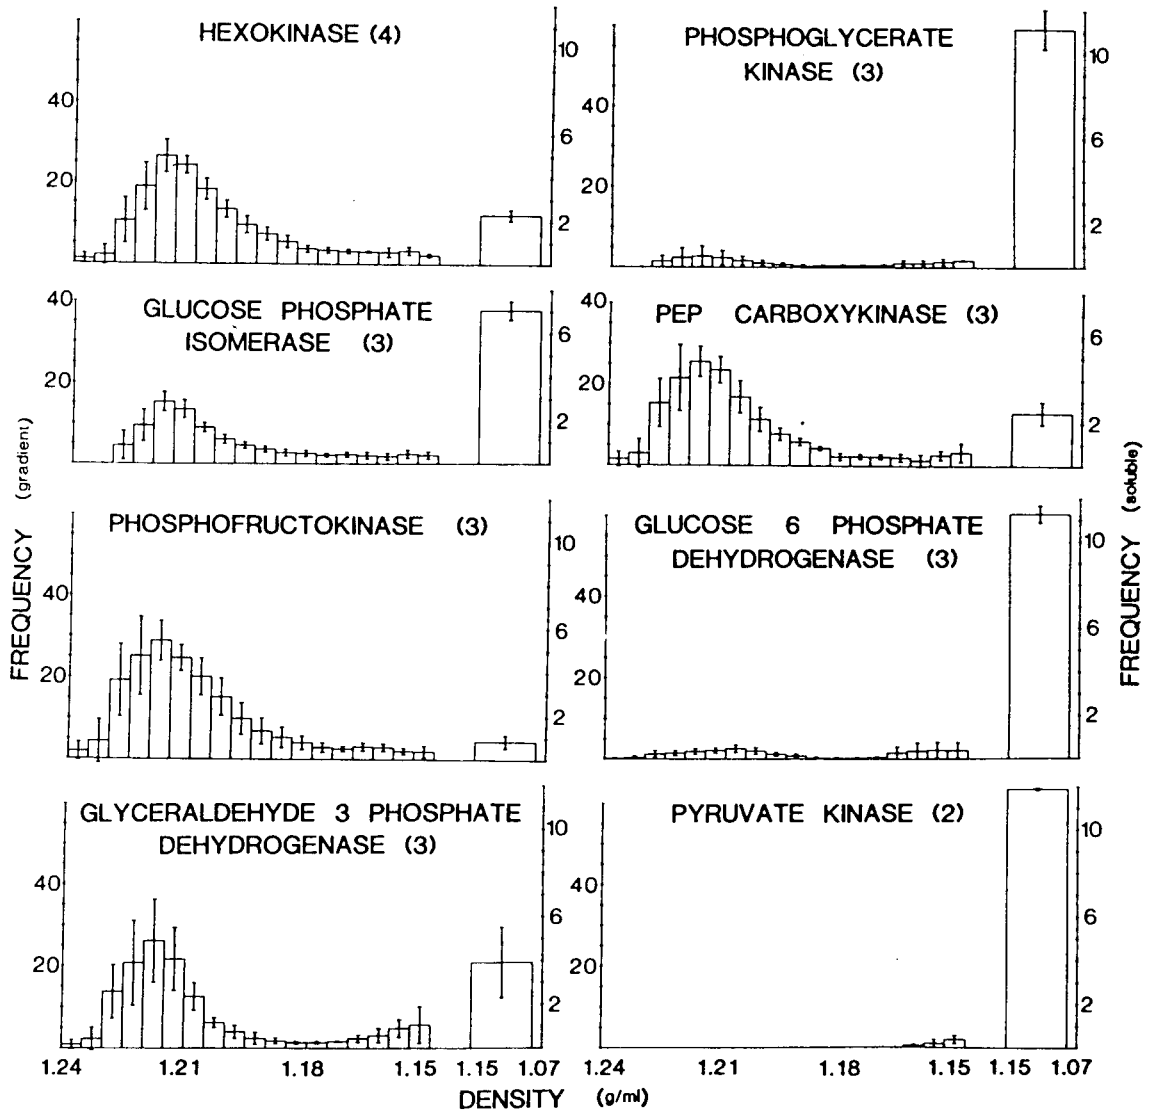 HEXOKINASE (4)
10
6
2
40
20
PHOSPHOGLYCERATE
KINASE (3)
10
6
2
40
20
GLUCOSE PHOSPHATE
ISOMERASE (3)
40
20
6
2
PEP CARBOXYKINASE (3)
40
20
6
2
PHOSPHOFRUCTOKINASE (3)
40
20
10
6
2
GLUCOSE 6 PHOSPHATE
DEHYDROGENASE (3)
40
20
10
6
2
GLYCERALDEHYDE 3 PHOSPHATE
DEHYDROGENASE (3)
40
20
10
6
2
PYRUVATE KINASE (2)
40
20
10
6
2
1.24 1.21 1.18 1.15 1.15 1.07
1.24 1.21 1.18 1.15 1.15 1.07
DENSITY (g/ml)
FREQUENCY (gradient)
FREQUENCY (soluble)